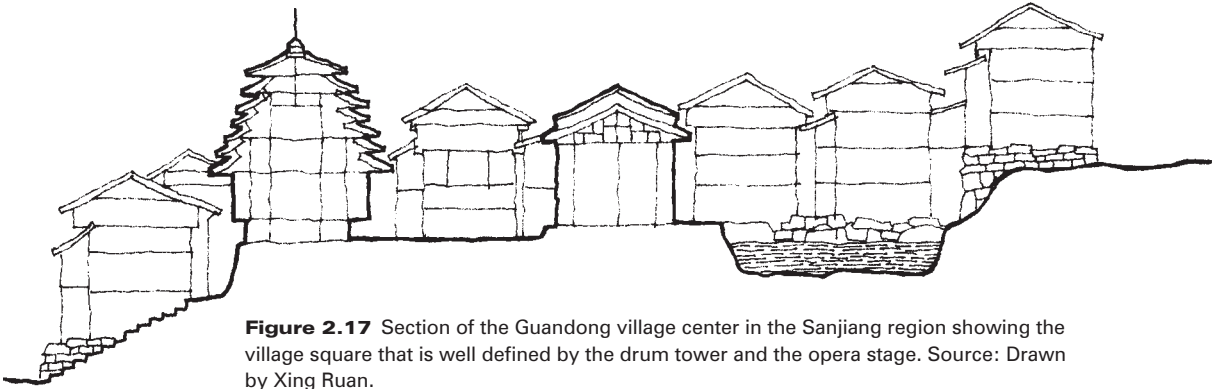 Figure 2.17 Section of the Guandong village center in the Sanjiang region showing the
village square that is well defined by the drum tower and the opera stage. Source: Drawn
by Xing Ruan.